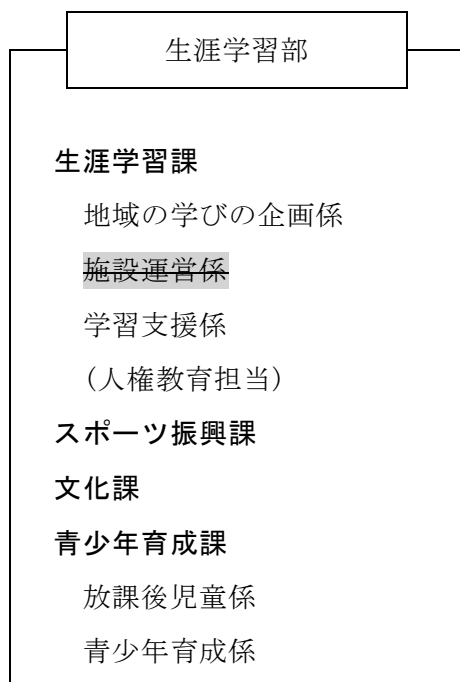 生涯学習部
生涯学習課
地域の学びの企画係
施設運営係
学習支援係
(人権教育担当)
スポーツ振興課
文化課
青少年育成課
放課後児童係
青少年育成係